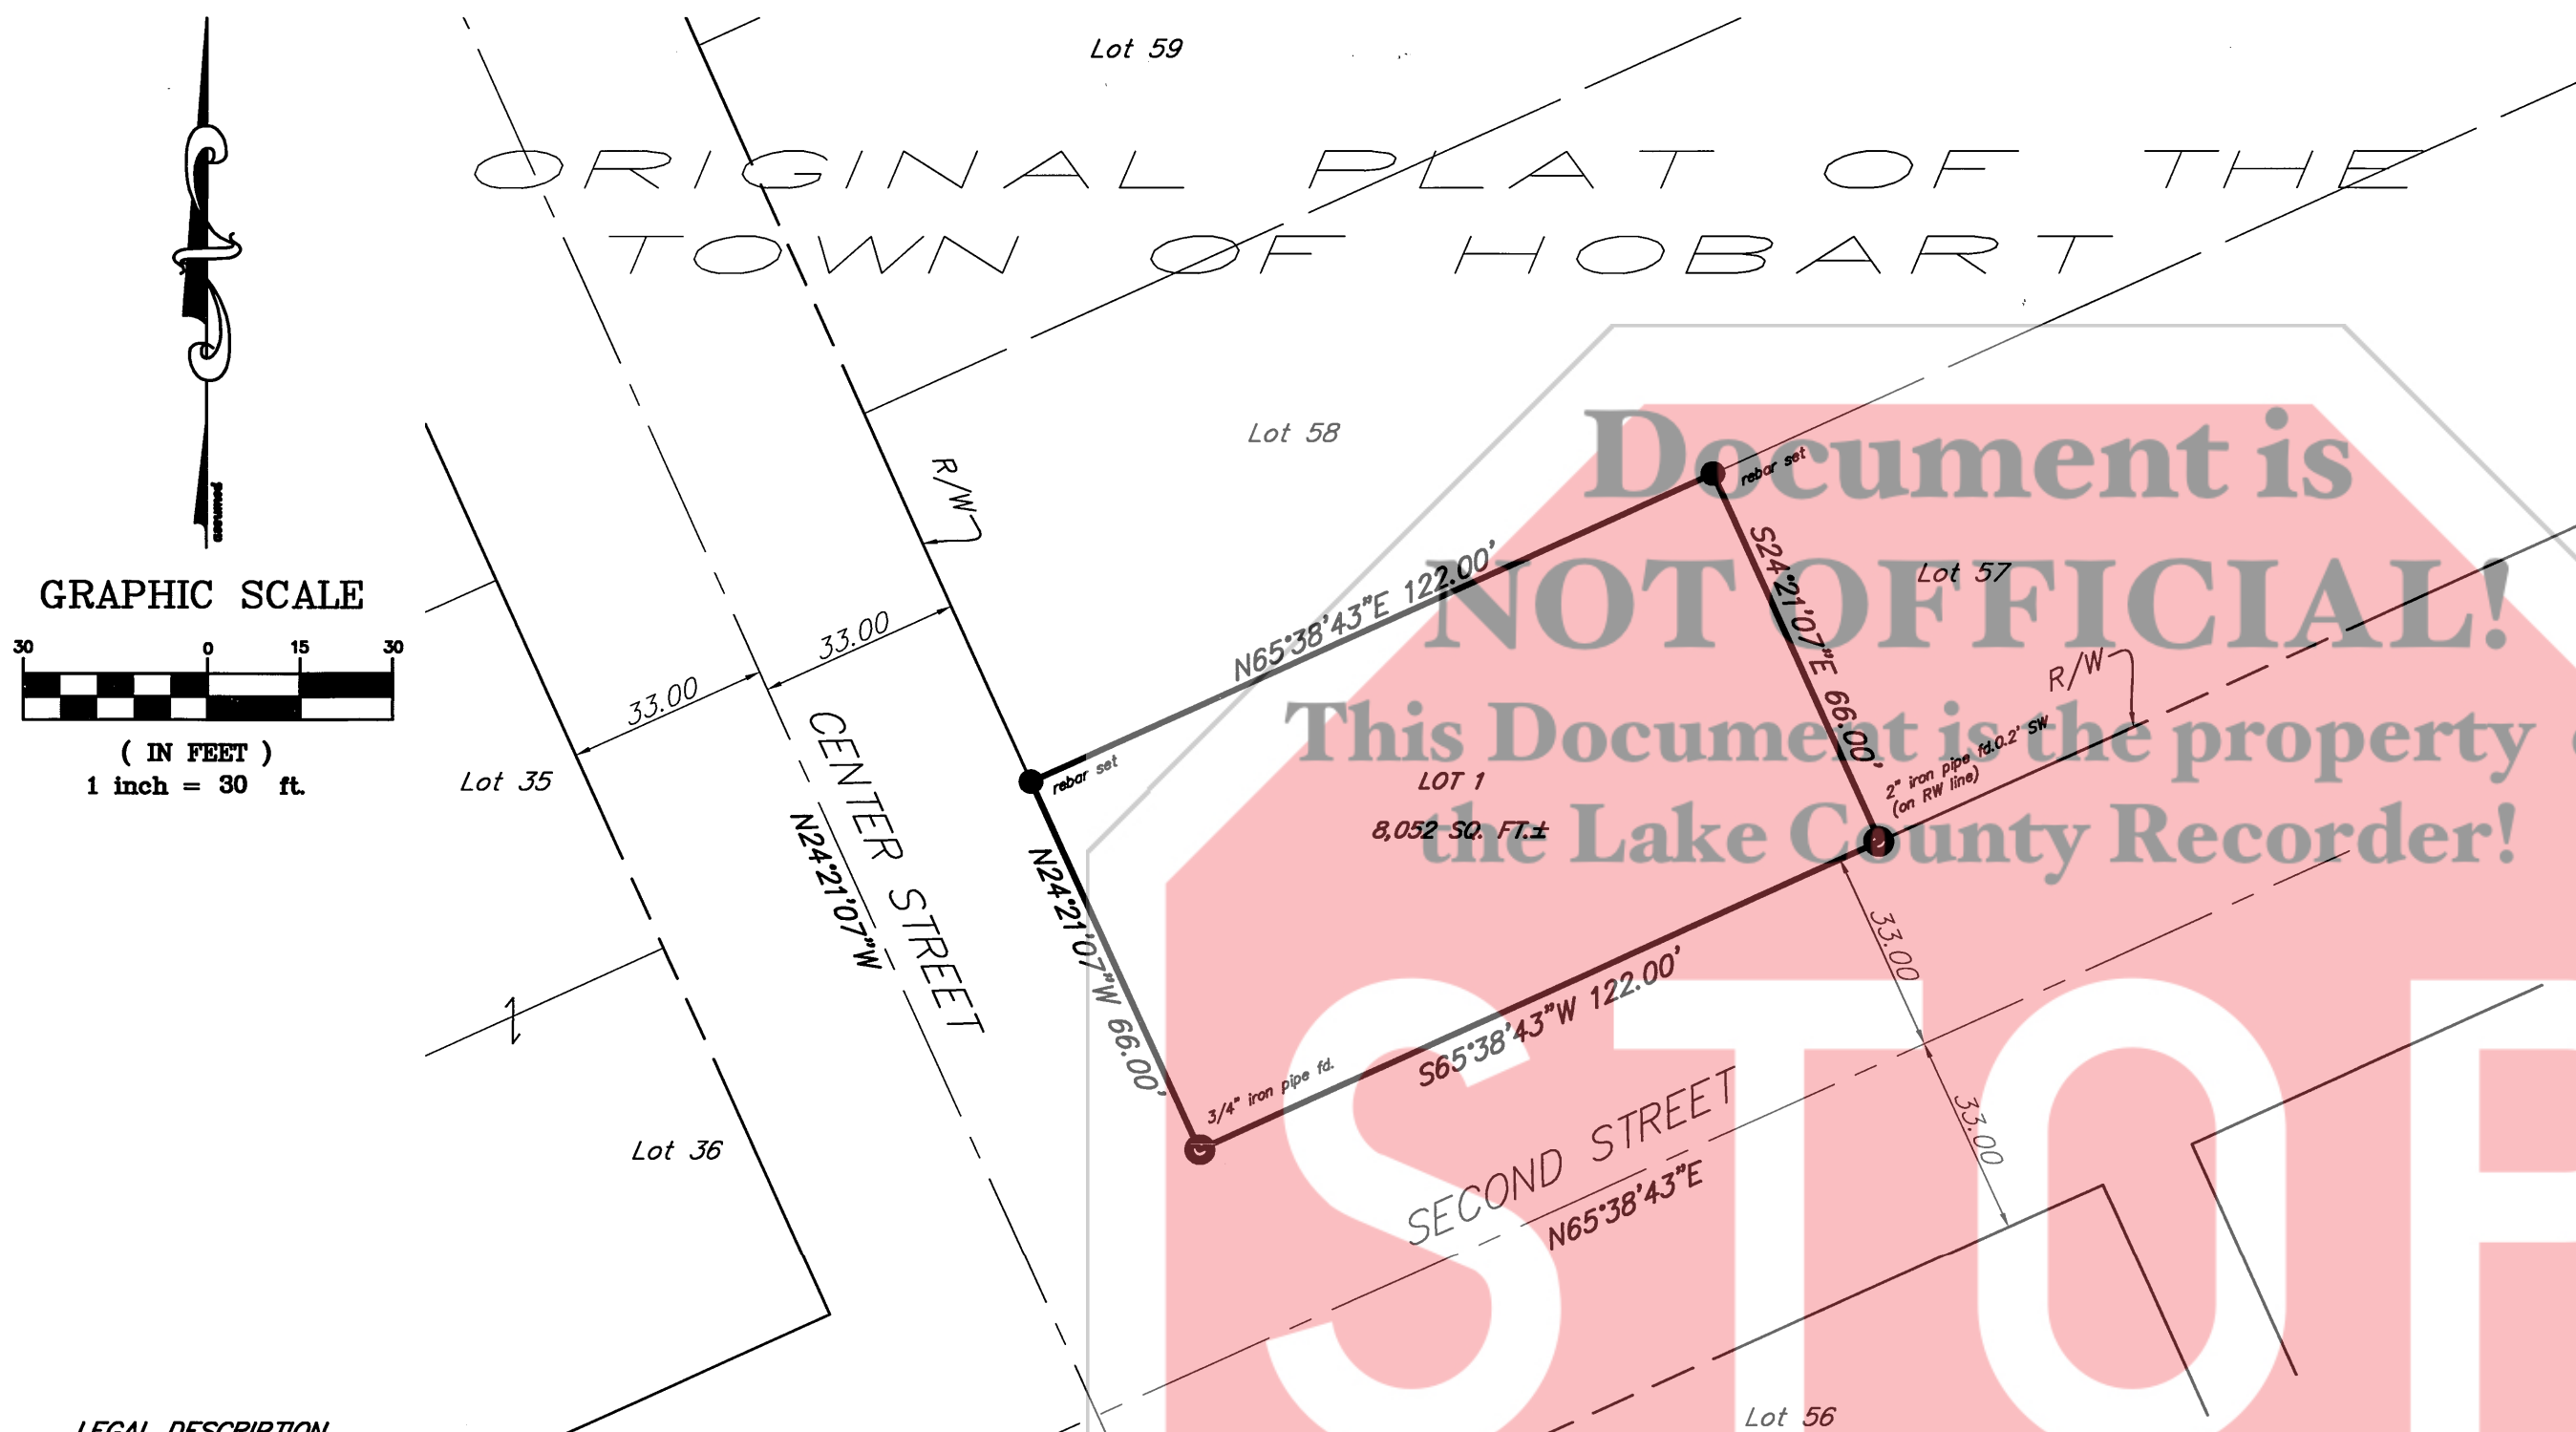 Lot 59
ORIGINAL PLAT OF THE
TOWN OF HOBART
Lot 58
R/W
GRAPHIC SCALE
30 0 15 30
( IN FEET )
1 inch = 30 ft.
Document is
NOT OFFICIAL!
This Document is the property
the Lake County Recorder!
STOP
rebar set
N65°38'43"E 122.00'
S24°21'07"E 66.00'
Lot 57
R/W
33.00
33.00
Lot 35
CENTER STREET
N24°21'07"W
rebar set
LOT 1
8,052 SQ. FT.±
2" iron pipe fd.0.2' SW
(on RW line)
N24°21'07"W 66.00'
3/4" iron pipe fd.
S65°38'43"W 122.00'
33.00
33.00
Lot 36
SECOND STREET
N65°38'43"E
Lot 56
LEGAL DESCRIPTION